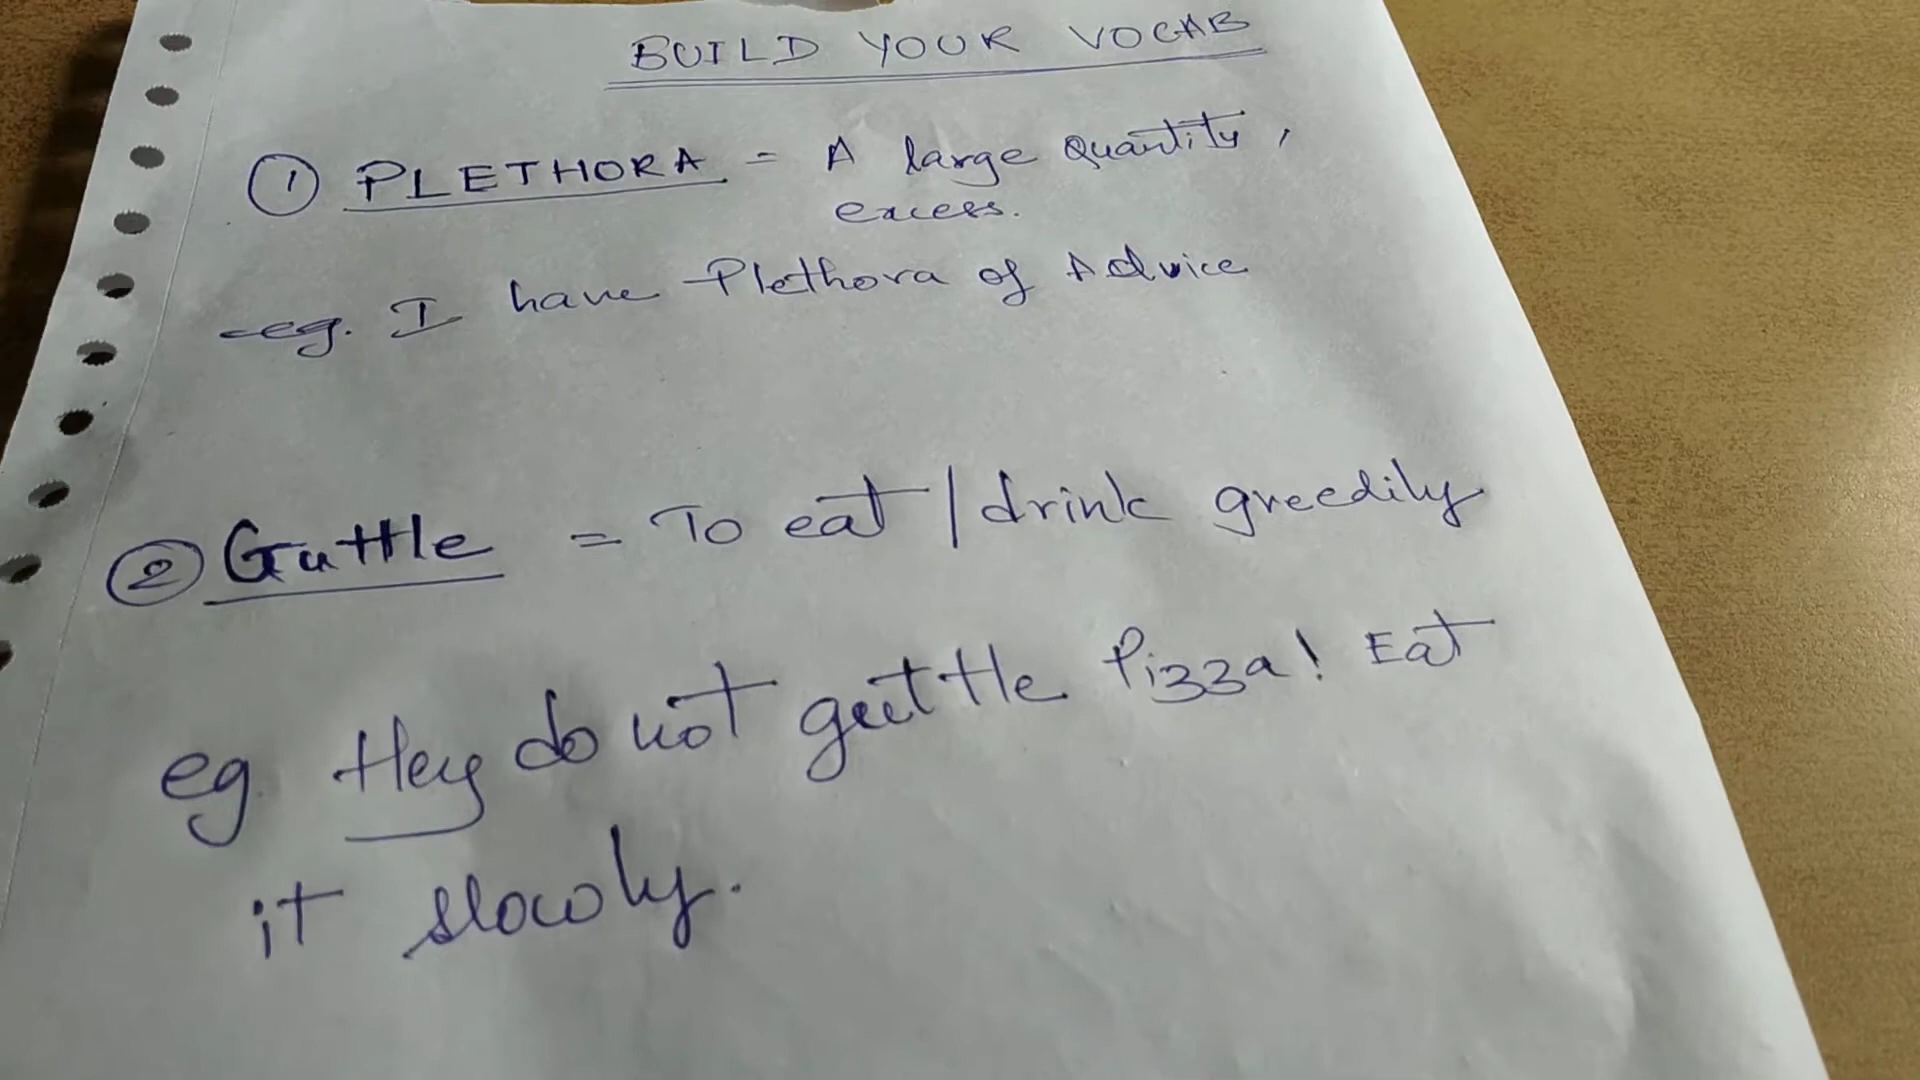 BUILD YOUR VOCAB
① PLETHORA = A large Quantity,
excess.
eg. I have Plethora of Advice
② Guttle = To eat / drink greedily
eg. Hey do not guttle Pizza! Eat
it slowly.